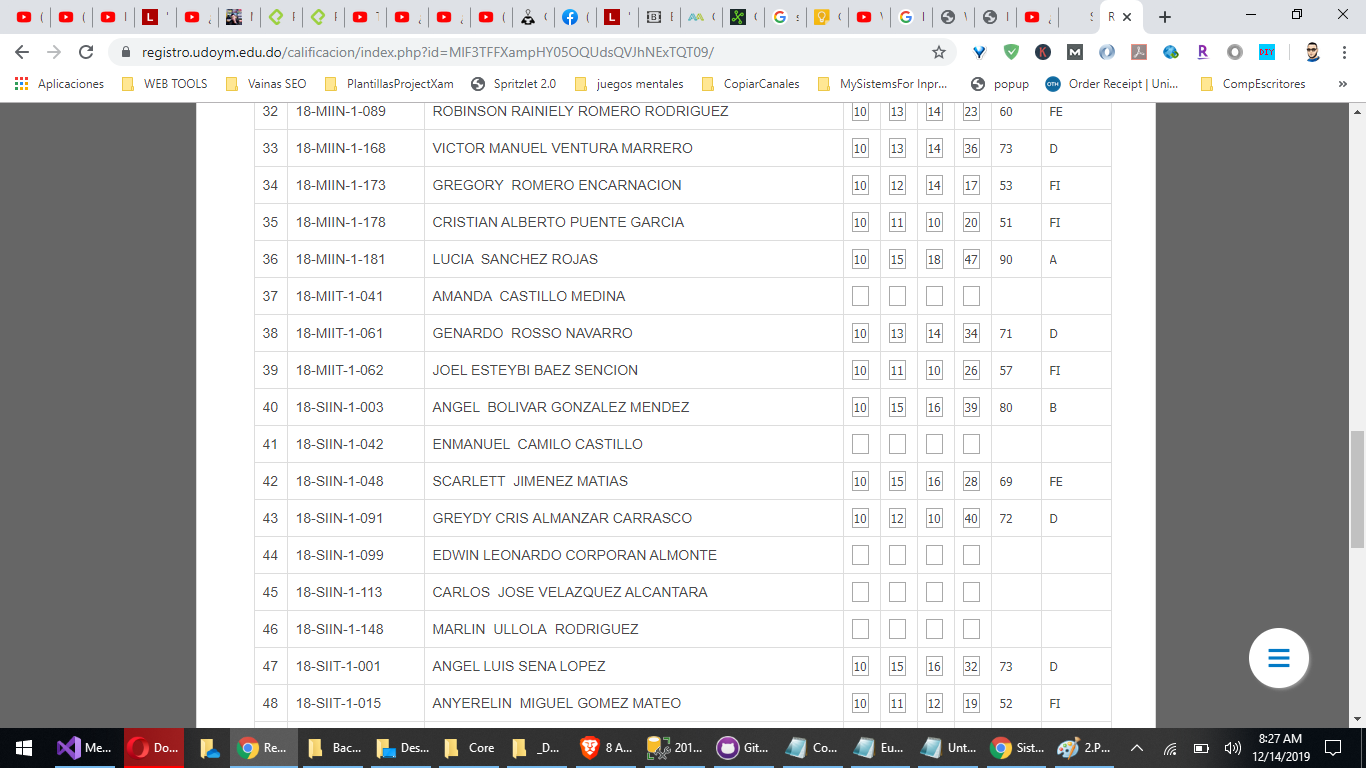 registro.udoym.edu.do/calificacion/index.php?id=MIF3TFFXampHY05OQUdsQVJhNExTQT09/
Aplicaciones WEB TOOLS Vainas SEO PlantillasProjectXam Spritzlet 2.0 juegos mentales CopiarCanales MySistemsFor Inpr... popup Order Receipt | Uni... CompEscritores »
32 18-MIIN-1-089 ROBINSON RAINIELY ROMERO RODRIGUEZ 10 13 14 23 60 FE
33 18-MIIN-1-168 VICTOR MANUEL VENTURA MARRERO 10 13 14 36 73 D
34 18-MIIN-1-173 GREGORY ROMERO ENCARNACION 10 12 14 17 53 FI
35 18-MIIN-1-178 CRISTIAN ALBERTO PUENTE GARCIA 10 11 10 20 51 FI
36 18-MIIN-1-181 LUCIA SANCHEZ ROJAS 10 15 18 47 90 A
37 18-MIIT-1-041 AMANDA CASTILLO MEDINA
38 18-MIIT-1-061 GENARDO ROSSO NAVARRO 10 13 14 34 71 D
39 18-MIIT-1-062 JOEL ESTEYBI BAEZ SENCION 10 11 10 26 57 FI
40 18-SIIN-1-003 ANGEL BOLIVAR GONZALEZ MENDEZ 10 15 16 39 80 B
41 18-SIIN-1-042 ENMANUEL CAMILO CASTILLO
42 18-SIIN-1-048 SCARLETT JIMENEZ MATIAS 10 15 16 28 69 FE
43 18-SIIN-1-091 GREYDY CRIS ALMANZAR CARRASCO 10 12 10 40 72 D
44 18-SIIN-1-099 EDWIN LEONARDO CORPORAN ALMONTE
45 18-SIIN-1-113 CARLOS JOSE VELAZQUEZ ALCANTARA
46 18-SIIN-1-148 MARLIN ULLOLA RODRIGUEZ
47 18-SIIT-1-001 ANGEL LUIS SENA LOPEZ 10 15 16 32 73 D
48 18-SIIT-1-015 ANYERELIN MIGUEL GOMEZ MATEO 10 11 12 19 52 FI
Me... Do... Re... Bac... Des... Core _D... 8 A... 201... Git... Co... Eu... Unt... Sist... 2.P...
8:27 AM
12/14/2019